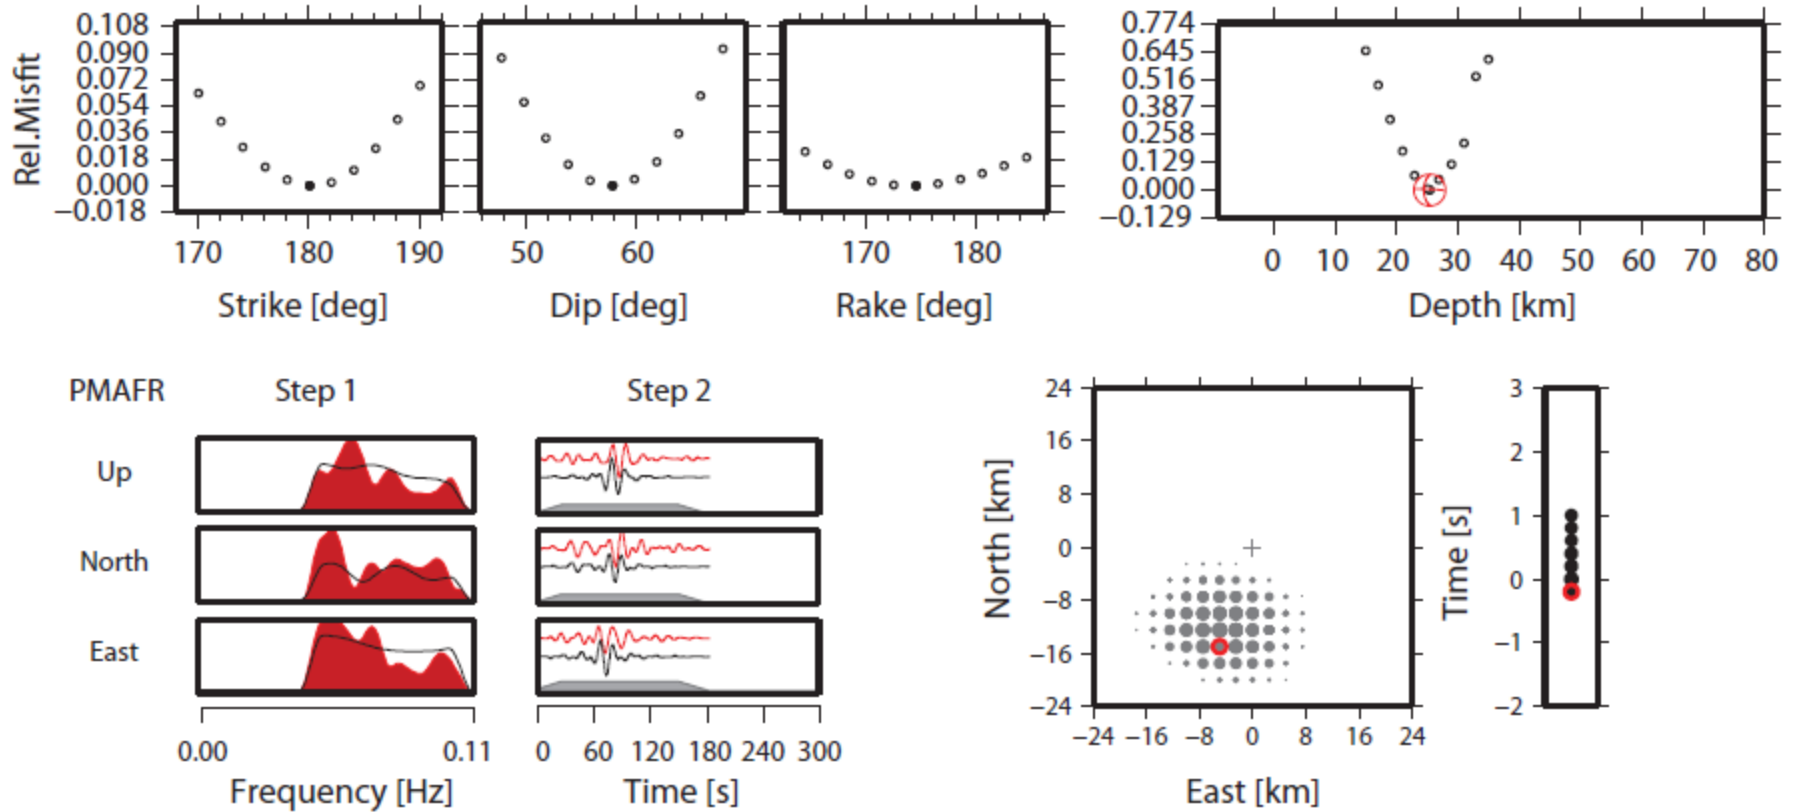 Rel.Misfit
0.108
0.090
0.072
0.054
0.036
0.018
0.000
−0.018
170 180 190
Strike [deg]
50 60
Dip [deg]
170 180
Rake [deg]
0.774
0.645
0.516
0.387
0.258
0.129
0.000
−0.129
0 10 20 30 40 50 60 70 80
Depth [km]
PMAFR Step 1 Step 2
Up
North
East
0.00 0.11
Frequency [Hz]
0 60 120 180 240 300
Time [s]
North [km]
24
16
8
0
−8
−16
−24
−24 −16 −8 0 8 16 24
East [km]
Time [s]
3
2
1
0
−1
−2